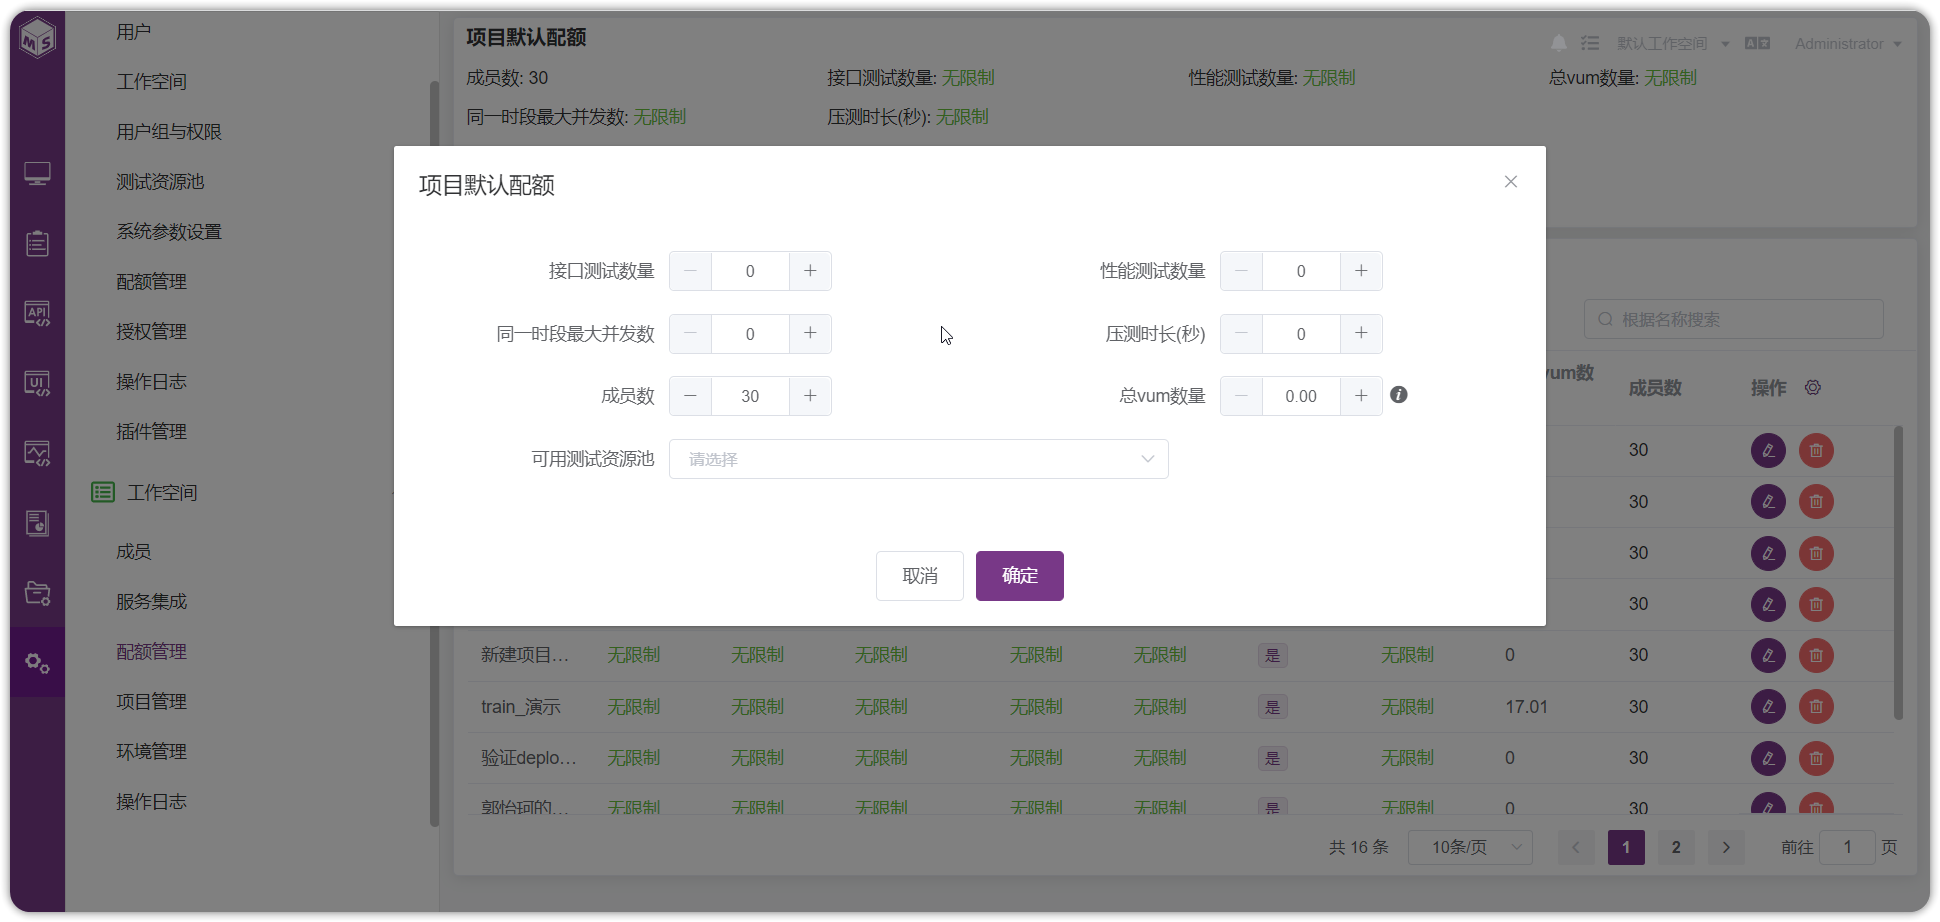 MS
用户
工作空间
用户组与权限
测试资源池
系统参数设置
配额管理
授权管理
操作日志
插件管理
工作空间
成员
服务集成
配额管理
项目管理
环境管理
操作日志
API
UI
项目默认配额
默认工作空间
Administrator
成员数: 30
接口测试数量: 无限制
性能测试数量: 无限制
总vum数量: 无限制
同一时段最大并发数: 无限制
压测时长(秒): 无限制
项目默认配额
接口测试数量 0
性能测试数量 0
同一时段最大并发数 0
压测时长(秒) 0
成员数 30
总vum数量 0.00
可用测试资源池 请选择
取消 确定
根据名称搜索
vum数 成员数 操作
30
30
30
30
新建项目... 无限制 无限制 无限制 无限制 无限制 是 无限制 0 30
train_演示 无限制 无限制 无限制 无限制 无限制 是 无限制 17.01 30
验证deplo... 无限制 无限制 无限制 无限制 无限制 是 无限制 0 30
郭怡珂的... 无限制 无限制 无限制 无限制 无限制 是 无限制 0 30
共 16 条 10条/页 1 2 前往 1 页